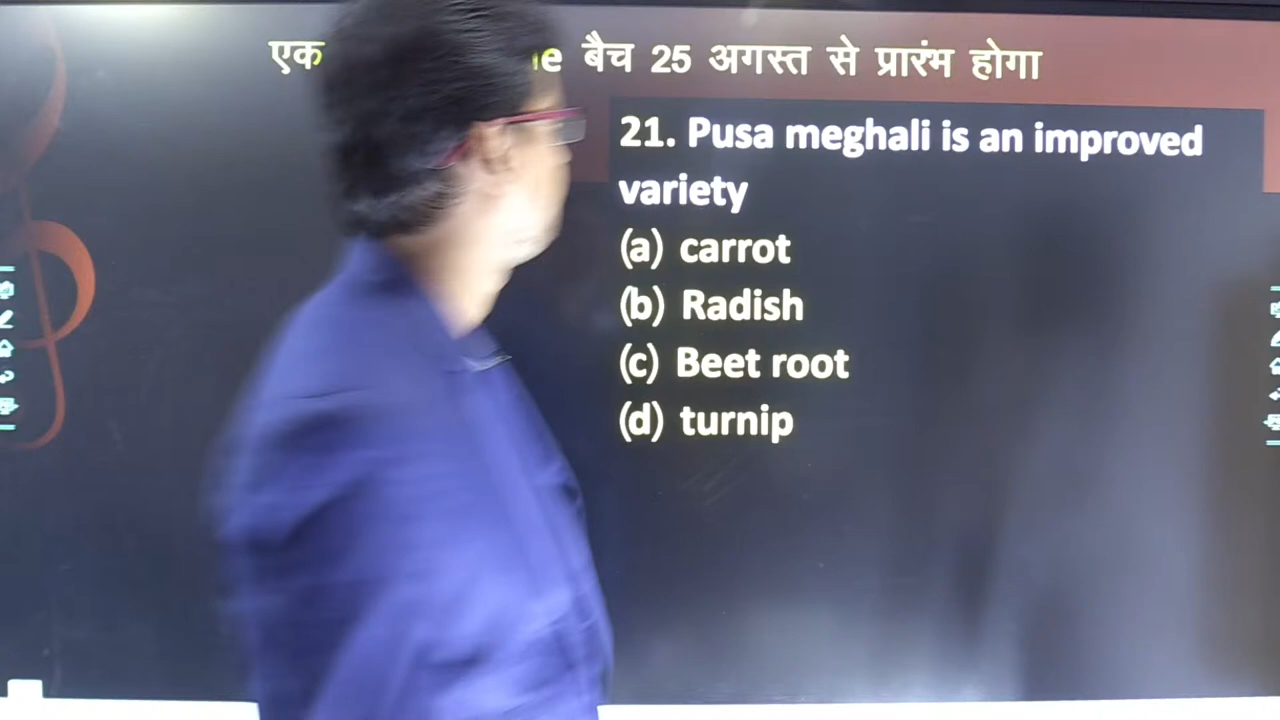 एक बैच 25 अगस्त से प्रारंभ होगा
21. Pusa meghali is an improved
variety
(a) carrot
(b) Radish
(c) Beet root
(d) turnip